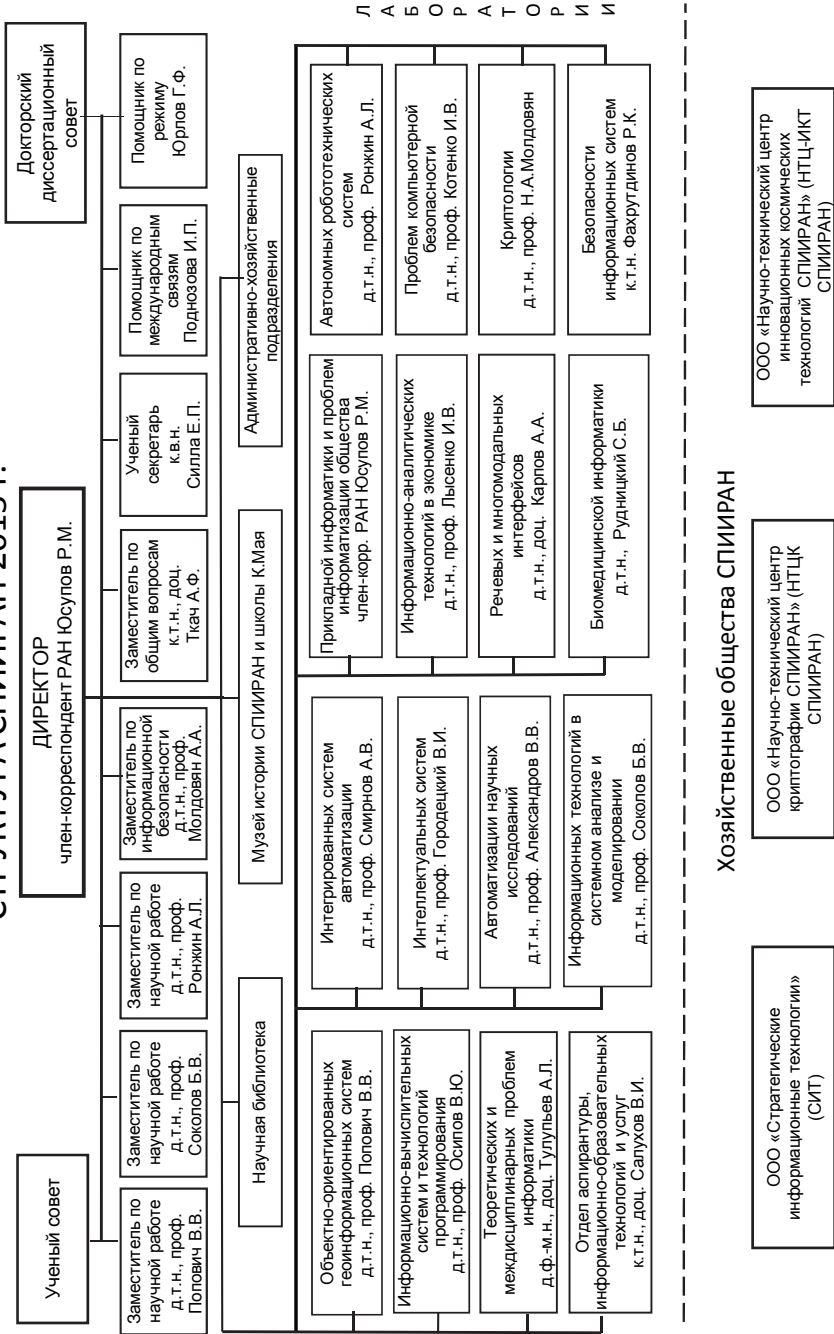 СТРУКТУРА СПИИРАН 2015 г.
Ученый совет
ДИРЕКТОР
член-корреспондент РАН Юсупов Р.М.
Докторский
диссертационный
совет
Заместитель по
научной работе
д.т.н., проф.
Попович В.В.
Заместитель по
научной работе
д.т.н., проф.
Соколов Б.В.
Заместитель по
научной работе
д.т.н., проф.
Ронжин А.Л.
Заместитель по
информационной
безопасности
д.т.н., проф.
Молдовян А.А.
Заместитель по
общим вопросам
к.т.н., доц.
Ткач А.Ф.
Ученый
секретарь
к.в.н.
Силла Е.П.
Помощник по
международным
связям
Поднозова И.П.
Помощник по
режиму
Юрлов Г.Ф.
Научная библиотека
Музей истории СПИИРАН и школы К.Мая
Административно-хозяйственные
подразделения
Объектно-ориентированных
геоинформационных систем
д.т.н., проф. Попович В.В.
Интегрированных систем
автоматизации
д.т.н., проф. Смирнов А.В.
Прикладной информатики и проблем
информатизации общества
член-корр. РАН Юсупов Р.М.
Автономных робототехнических
систем
д.т.н., проф. Ронжин А.Л.
Информационно-вычислительных
систем и технологий
программирования
д.т.н., проф. Осипов В.Ю.
Интеллектуальных систем
д.т.н., проф. Городецкий В.И.
Информационно-аналитических
технологий в экономике
д.т.н., проф. Лысенко И.В.
Проблем компьютерной
безопасности
д.т.н., проф. Котенко И.В.
Теоретических и
междисциплинарных проблем
информатики
д.ф.-м.н., доц. Тулупьев А.Л.
Автоматизации научных
исследований
д.т.н., проф. Александров В.В.
Речевых и многомодальных
интерфейсов
д.т.н., доц. Карпов А.А.
Криптологии
д.т.н., проф. Н.А.Молдовян
Отдел аспирантуры,
информационно-образовательных
технологий и услуг
к.т.н., доц. Салухов В.И.
Информационных технологий в
системном анализе и
моделировании
д.т.н., проф. Соколов Б.В.
Биомедицинской информатики
д.т.н., Рудницкий С.Б.
Безопасности
информационных систем
к.т.н. Фахрутдинов Р.К.
Л
А
Б
О
Р
А
Т
О
Р
И
И
Хозяйственные общества СПИИРАН
ООО «Стратегические
информационные технологии»
(СИТ)
ООО «Научно-технический центр
криптографии СПИИРАН» (НТЦК
СПИИРАН)
ООО «Научно-технический центр
инновационных космических
технологий СПИИРАН» (НТЦ-ИКТ
СПИИРАН)